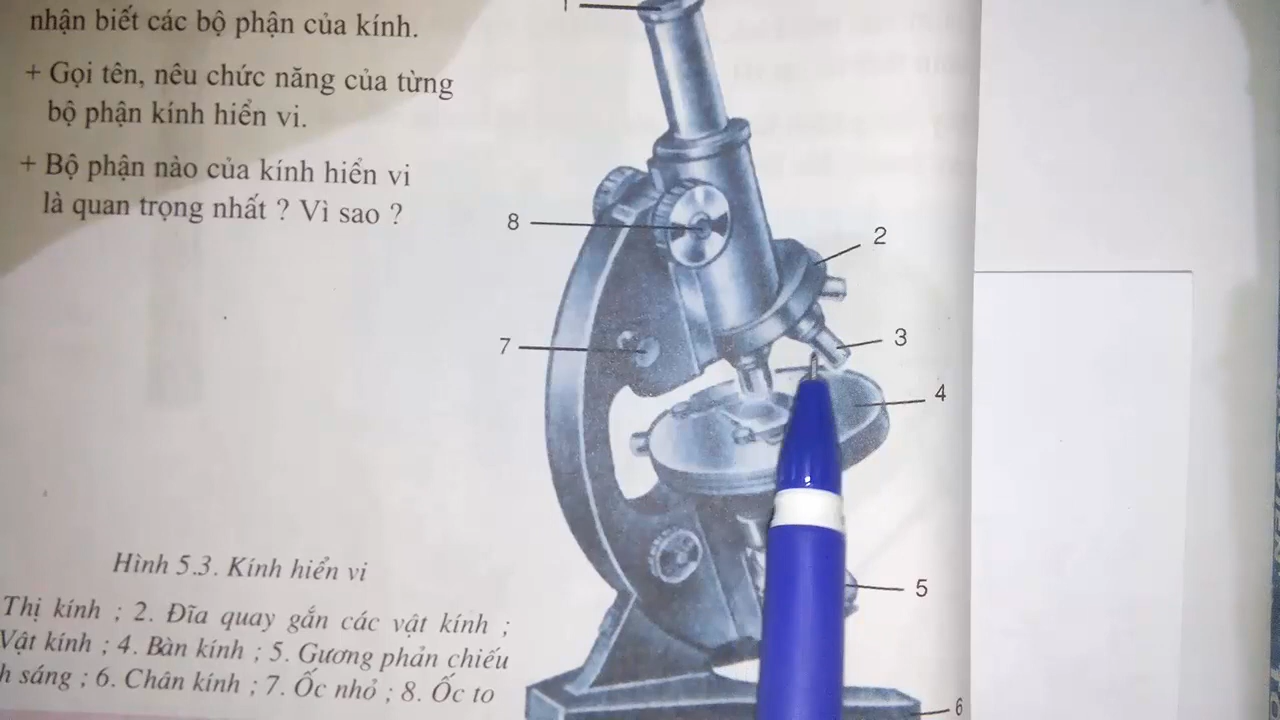 nhận biết các bộ phận của kính.
+ Gọi tên, nêu chức năng của từng
bộ phận kính hiển vi.
+ Bộ phận nào của kính hiển vi
là quan trọng nhất ? Vì sao ?
1
8
2
7
3
4
5
6
Hình 5.3. Kính hiển vi
Thị kính ; 2. Đĩa quay gắn các vật kính ;
Vật kính ; 4. Bàn kính ; 5. Gương phản chiếu
h sáng ; 6. Chân kính ; 7. Ốc nhỏ ; 8. Ốc to